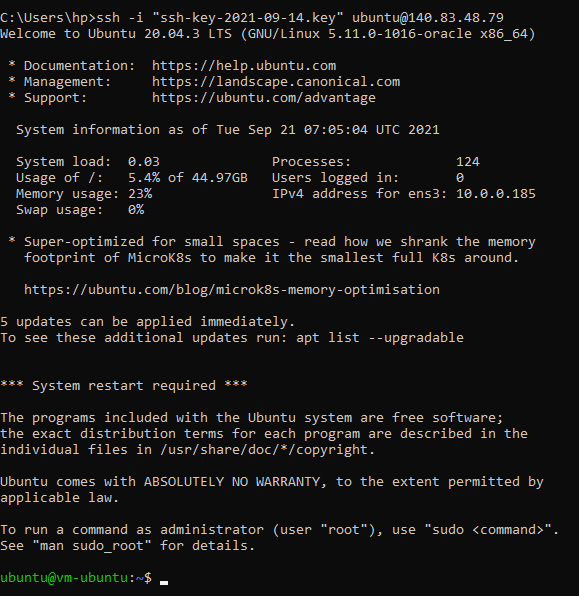 C:\Users\hp>ssh -i "ssh-key-2021-09-14.key" ubuntu@140.83.48.79
Welcome to Ubuntu 20.04.3 LTS (GNU/Linux 5.11.0-1016-oracle x86_64)
* Documentation:  https://help.ubuntu.com
* Management:     https://landscape.canonical.com
* Support:        https://ubuntu.com/advantage
System information as of Tue Sep 21 07:05:04 UTC 2021
System load:  0.03              Processes:             124
Usage of /:   5.4% of 44.97GB   Users logged in:       0
Memory usage: 23%               IPv4 address for ens3: 10.0.0.185
Swap usage:   0%
* Super-optimized for small spaces - read how we shrank the memory
footprint of MicroK8s to make it the smallest full K8s around.
https://ubuntu.com/blog/microk8s-memory-optimisation
5 updates can be applied immediately.
To see these additional updates run: apt list --upgradable
*** System restart required ***
The programs included with the Ubuntu system are free software;
the exact distribution terms for each program are described in the
individual files in /usr/share/doc/*/copyright.
Ubuntu comes with ABSOLUTELY NO WARRANTY, to the extent permitted by
applicable law.
To run a command as administrator (user "root"), use "sudo <command>".
See "man sudo_root" for details.
ubuntu@vm-ubuntu:~$